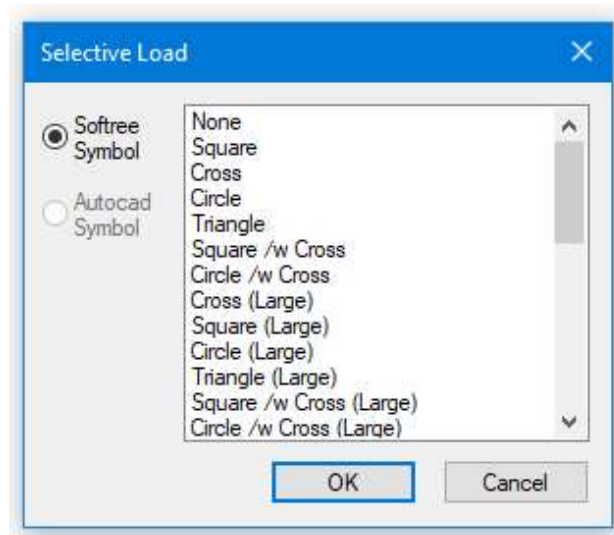 Selective Load
Softree
Symbol
Autocad
Symbol
None
Square
Cross
Circle
Triangle
Square /w Cross
Circle /w Cross
Cross (Large)
Square (Large)
Circle (Large)
Triangle (Large)
Square /w Cross (Large)
Circle /w Cross (Large)
OK
Cancel